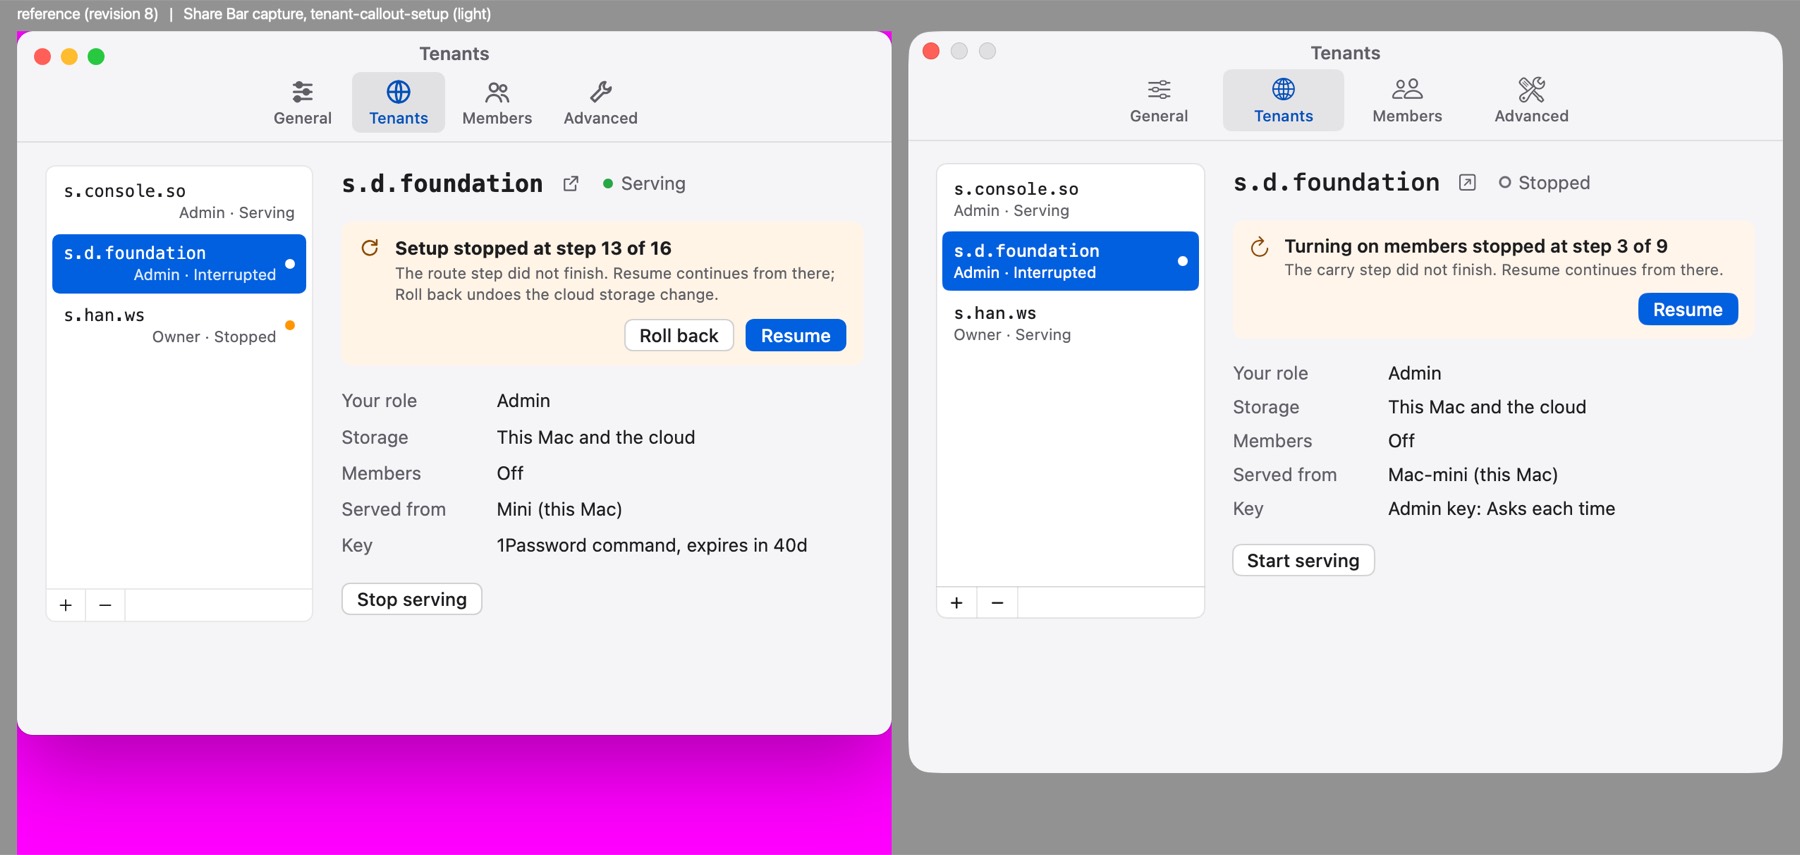 reference (revision 8) | Share Bar capture, tenant-callout-setup (light)
Tenants
General
Tenants
Members
Advanced
s.console.so
Admin · Serving
s.d.foundation
Admin · Interrupted
s.han.ws
Owner · Stopped
+ −
s.d.foundation
Serving
Setup stopped at step 13 of 16
The route step did not finish. Resume continues from there;
Roll back undoes the cloud storage change.
Roll back
Resume
Your role Admin
Storage This Mac and the cloud
Members Off
Served from Mini (this Mac)
Key 1Password command, expires in 40d
Stop serving
Tenants
General
Tenants
Members
Advanced
s.console.so
Admin · Serving
s.d.foundation
Admin · Interrupted
s.han.ws
Owner · Serving
+ −
s.d.foundation
Stopped
Turning on members stopped at step 3 of 9
The carry step did not finish. Resume continues from there.
Resume
Your role Admin
Storage This Mac and the cloud
Members Off
Served from Mac-mini (this Mac)
Key Admin key: Asks each time
Start serving